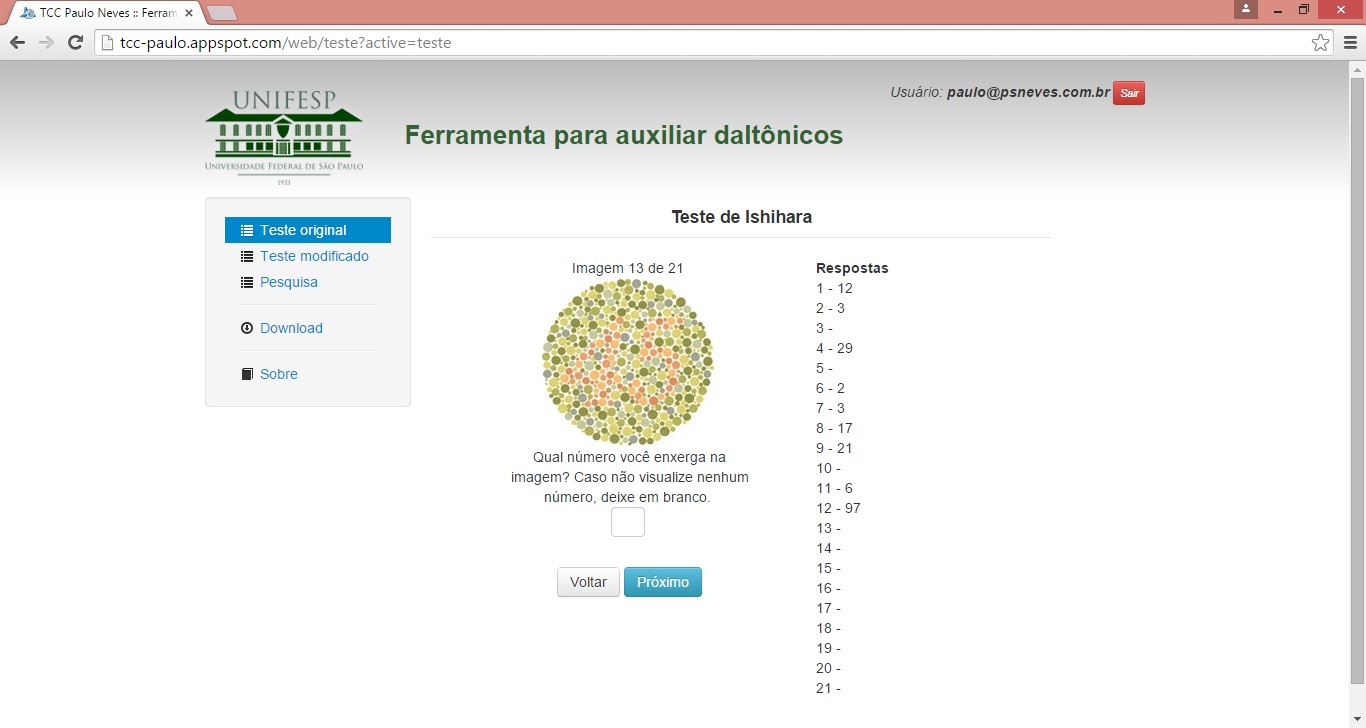 TCC Paulo Neves :: Ferram
tcc-paulo.appspot.com/web/teste?active=teste
UNIFESP
UNIVERSIDADE FEDERAL DE SÃO PAULO
1933
Usuário: paulo@psneves.com.br Sair
Ferramenta para auxiliar daltônicos
Teste original
Teste modificado
Pesquisa
Download
Sobre
Teste de Ishihara
Imagem 13 de 21
45
Qual número você enxerga na
imagem? Caso não visualize nenhum
número, deixe em branco.
Voltar Próximo
Respostas
1 - 12
2 - 3
3 -
4 - 29
5 -
6 - 2
7 - 3
8 - 17
9 - 21
10 -
11 - 6
12 - 97
13 -
14 -
15 -
16 -
17 -
18 -
19 -
20 -
21 -